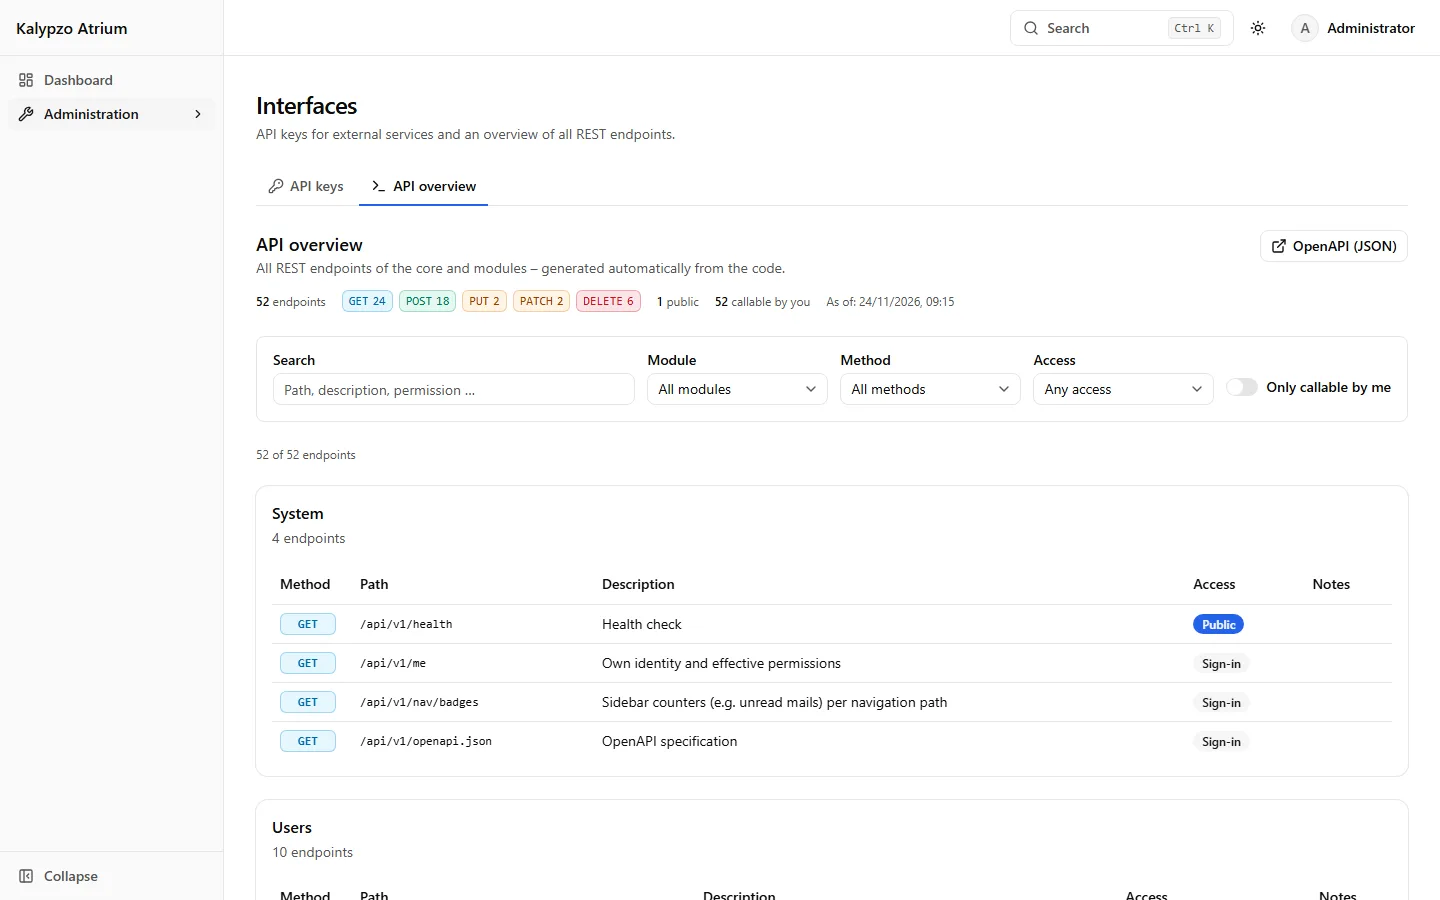 Kalypzo Atrium
Search Ctrl K
A Administrator
Dashboard
Administration
Interfaces
API keys for external services and an overview of all REST endpoints.
API keys API overview
API overview
OpenAPI (JSON)
All REST endpoints of the core and modules – generated automatically from the code.
52 endpoints GET 24 POST 18 PUT 2 PATCH 2 DELETE 6 1 public 52 callable by you As of: 24/11/2026, 09:15
Search Module Method Access
Path, description, permission ... All modules All methods Any access Only callable by me
52 of 52 endpoints
System
4 endpoints
Method Path Description Access Notes
GET /api/v1/health Health check Public
GET /api/v1/me Own identity and effective permissions Sign-in
GET /api/v1/nav/badges Sidebar counters (e.g. unread mails) per navigation path Sign-in
GET /api/v1/openapi.json OpenAPI specification Sign-in
Users
10 endpoints
Method Path Description Access Notes
Collapse